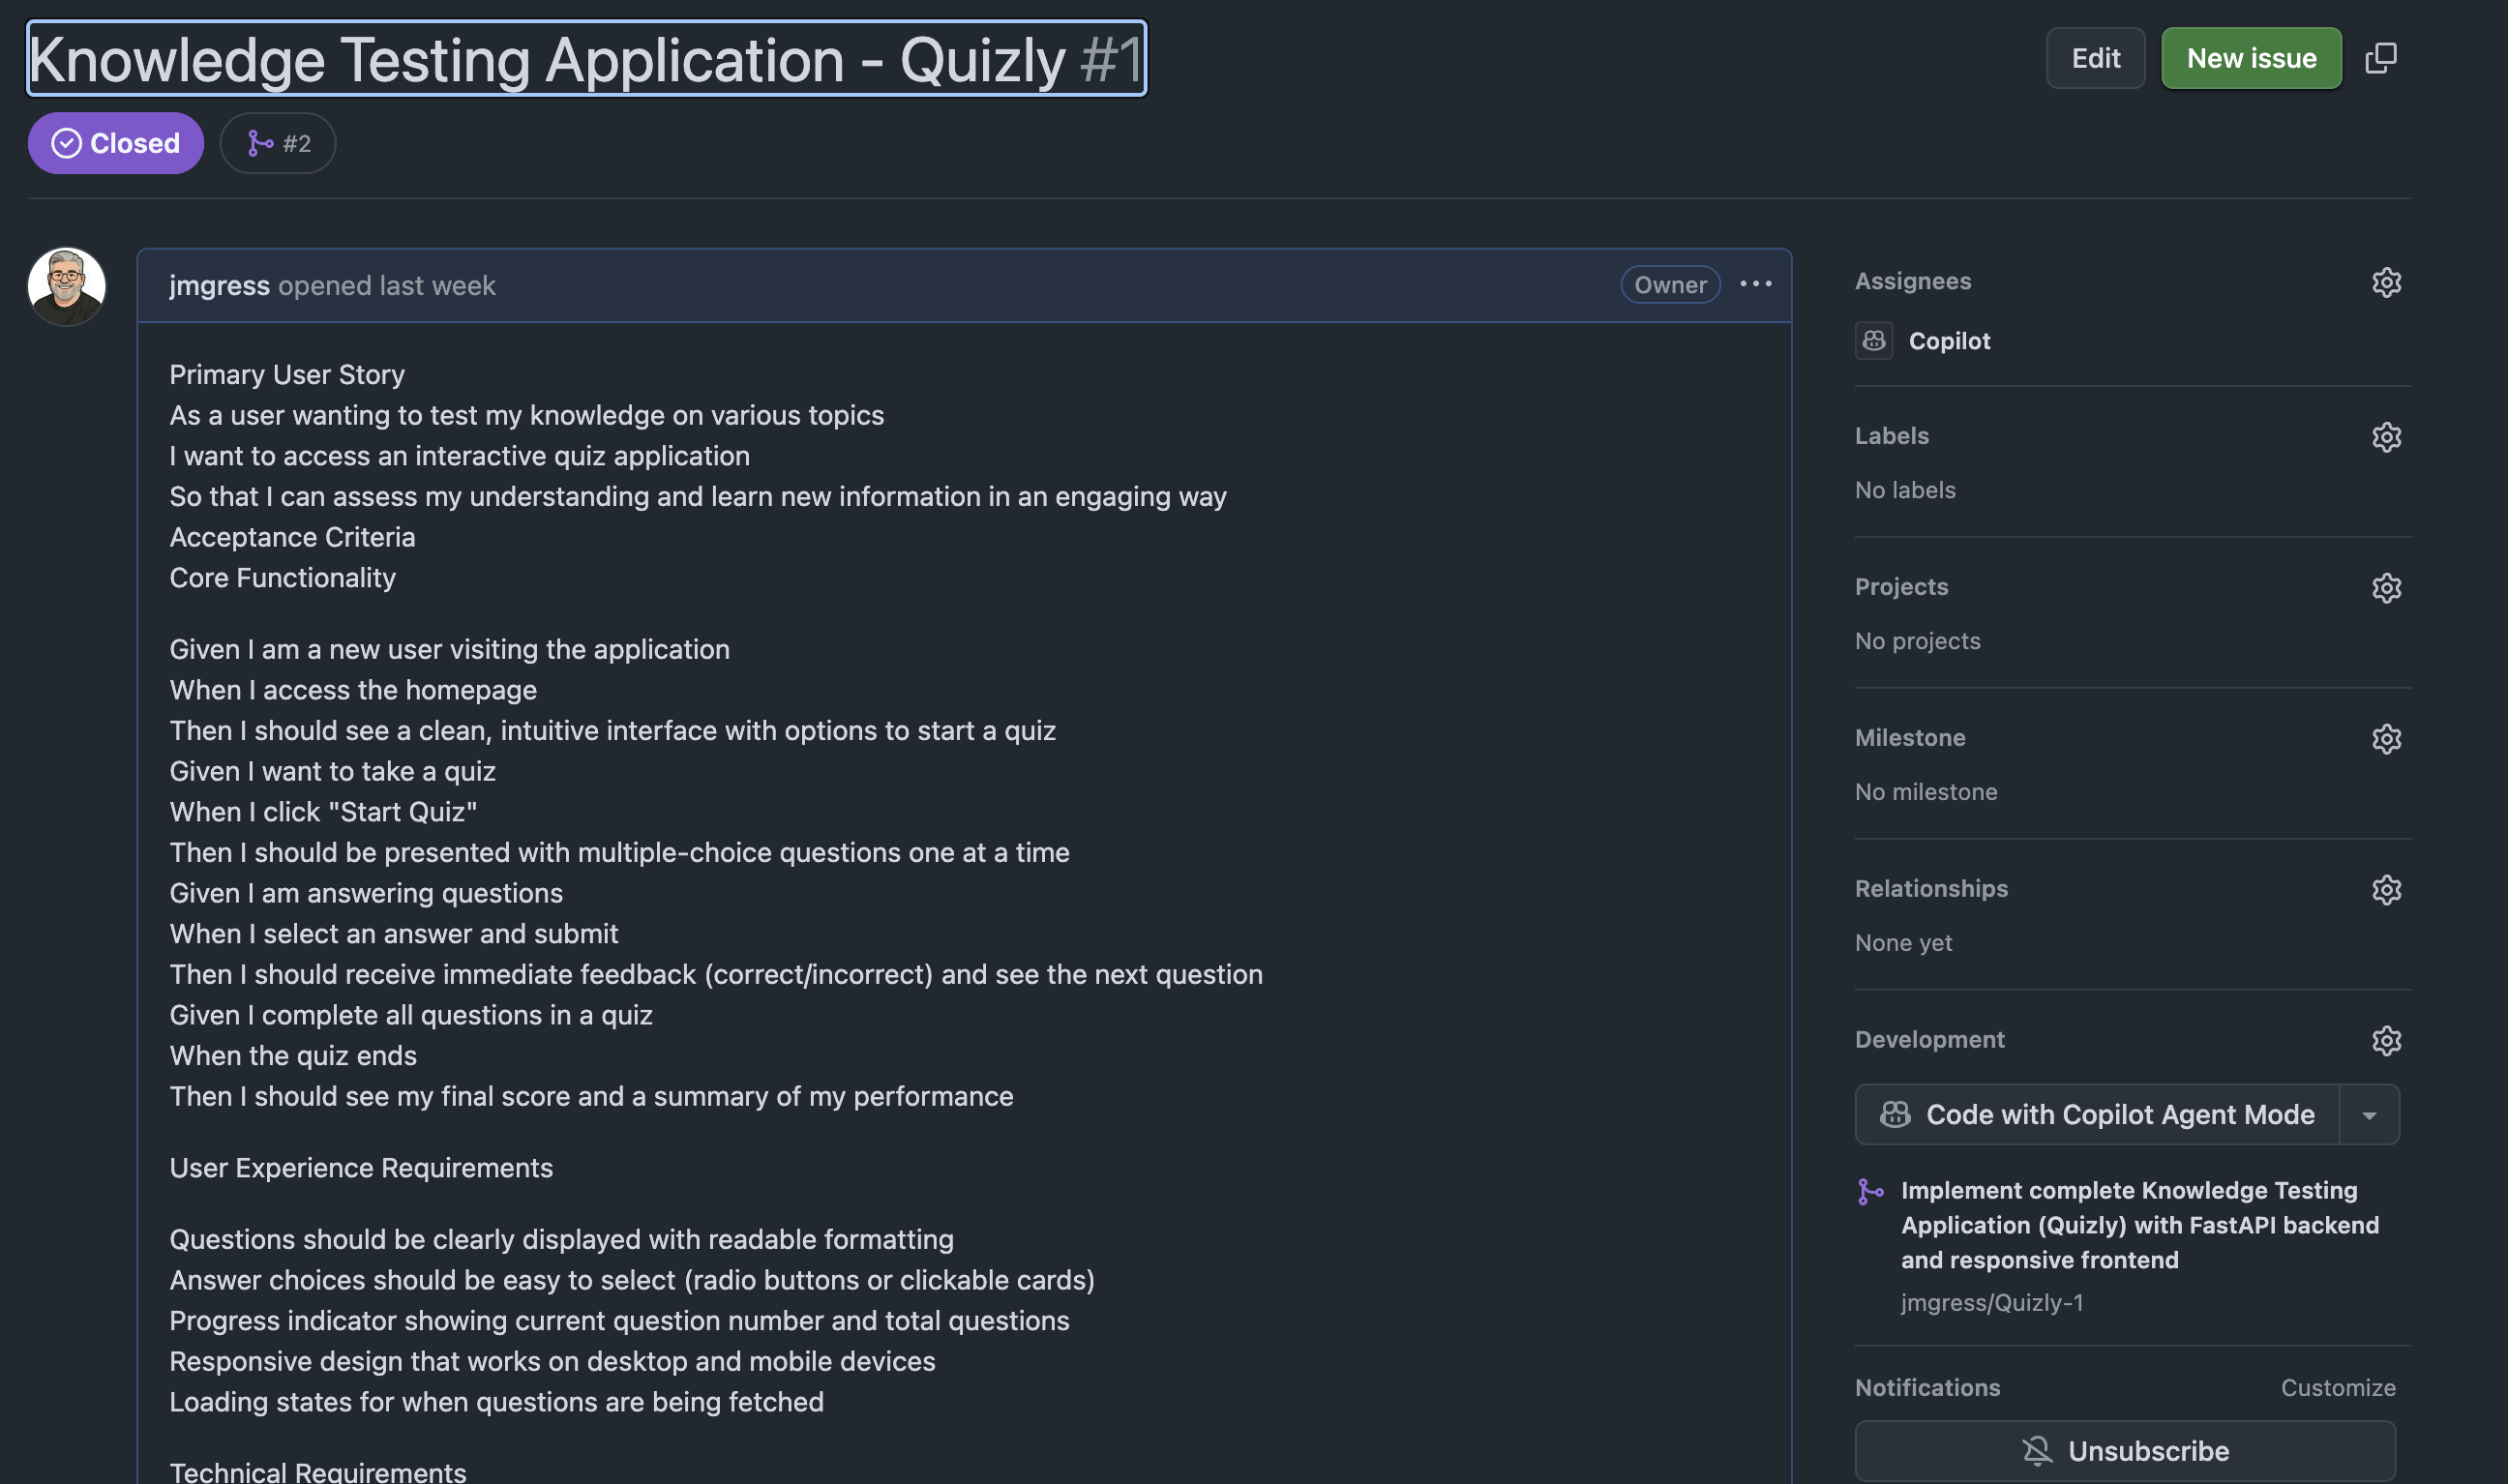 Knowledge Testing Application - Quizly #1
Edit
New issue
Closed
#2
jmgress opened last week
Owner
Primary User Story
As a user wanting to test my knowledge on various topics
I want to access an interactive quiz application
So that I can assess my understanding and learn new information in an engaging way
Acceptance Criteria
Core Functionality
Given I am a new user visiting the application
When I access the homepage
Then I should see a clean, intuitive interface with options to start a quiz
Given I want to take a quiz
When I click "Start Quiz"
Then I should be presented with multiple-choice questions one at a time
Given I am answering questions
When I select an answer and submit
Then I should receive immediate feedback (correct/incorrect) and see the next question
Given I complete all questions in a quiz
When the quiz ends
Then I should see my final score and a summary of my performance
User Experience Requirements
Questions should be clearly displayed with readable formatting
Answer choices should be easy to select (radio buttons or clickable cards)
Progress indicator showing current question number and total questions
Responsive design that works on desktop and mobile devices
Loading states for when questions are being fetched
Technical Requirements
Assignees
Copilot
Labels
No labels
Projects
No projects
Milestone
No milestone
Relationships
None yet
Development
Code with Copilot Agent Mode
Implement complete Knowledge Testing
Application (Quizly) with FastAPI backend
and responsive frontend
jmgress/Quizly-1
Notifications
Customize
Unsubscribe